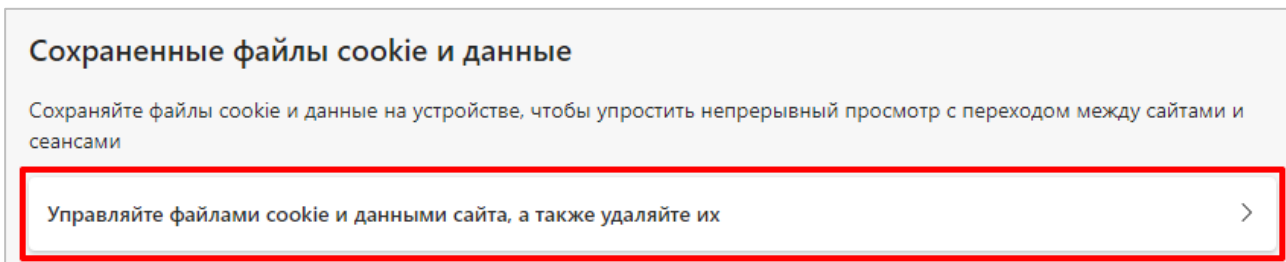 Сохраненные файлы cookie и данные
Сохраняйте файлы cookie и данные на устройстве, чтобы упростить непрерывный просмотр с переходом между сайтами и
сеансами
Управляйте файлами cookie и данными сайта, а также удаляйте их